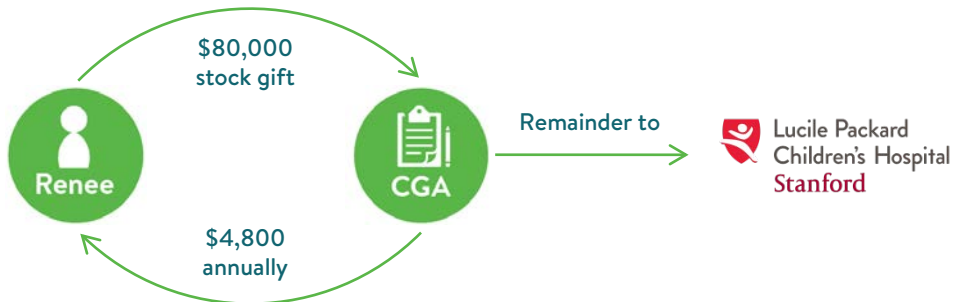 $80,000
stock gift
Renee
CGA
Remainder to
Lucile Packard
Children's Hospital
Stanford
$4,800
annually